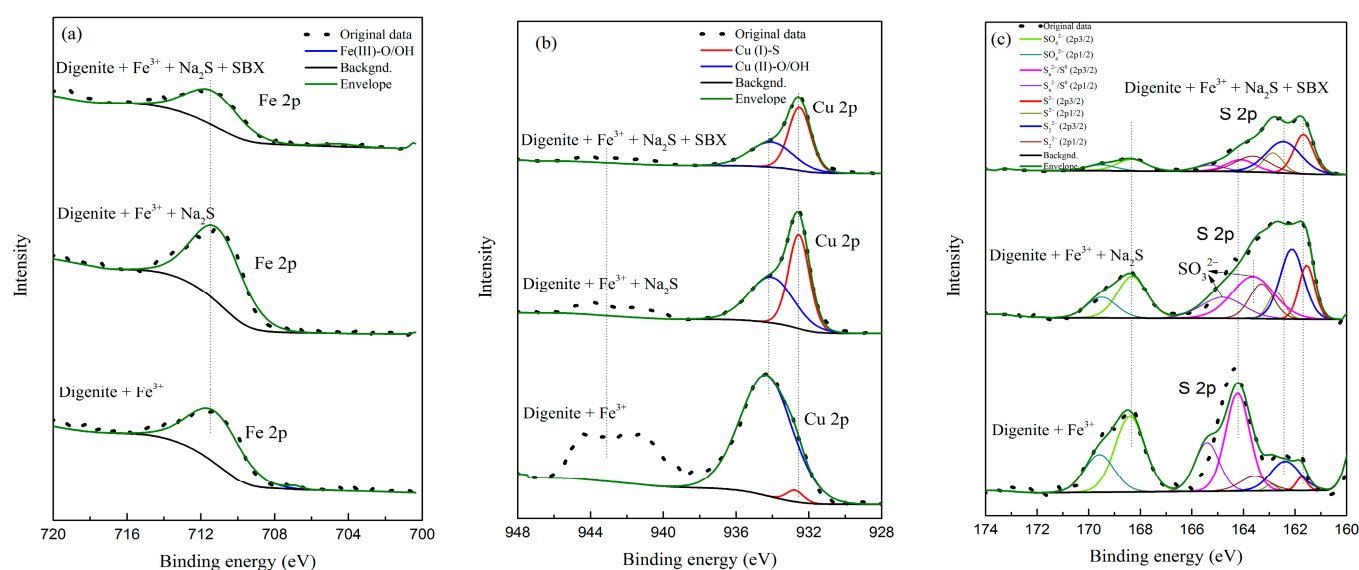 (a)
Original data
Fe(III)-O/OH
Backgnd.
Envelope
Digenite + Fe³⁺ + Na₂S + SBX
Fe 2p
Digenite + Fe³⁺ + Na₂S
Fe 2p
Digenite + Fe³⁺
Fe 2p
Intensity
720 716 712 708 704 700
Binding energy (eV)
(b)
Original data
Cu (I)-S
Cu (II)-O/OH
Backgnd.
Envelope
Cu 2p
Digenite + Fe³⁺ + Na₂S + SBX
Cu 2p
Digenite + Fe³⁺ + Na₂S
Digenite + Fe³⁺
Cu 2p
Intensity
948 944 940 936 932 928
Binding energy (eV)
(c)
Original data
SO₄²⁻ (2p3/2)
SO₄²⁻ (2p1/2)
Sₙ²⁻/S⁰ (2p3/2)
Sₙ²⁻/S⁰ (2p1/2)
S²⁻ (2p3/2)
S²⁻ (2p1/2)
S₂²⁻ (2p3/2)
S₂²⁻ (2p1/2)
Backgnd.
Envelope
Digenite + Fe³⁺ + Na₂S + SBX
S 2p
S 2p
Digenite + Fe³⁺ + Na₂S
SO₃²⁻
S 2p
Digenite + Fe³⁺
Intensity
174 172 170 168 166 164 162 160
Binding energy (eV)